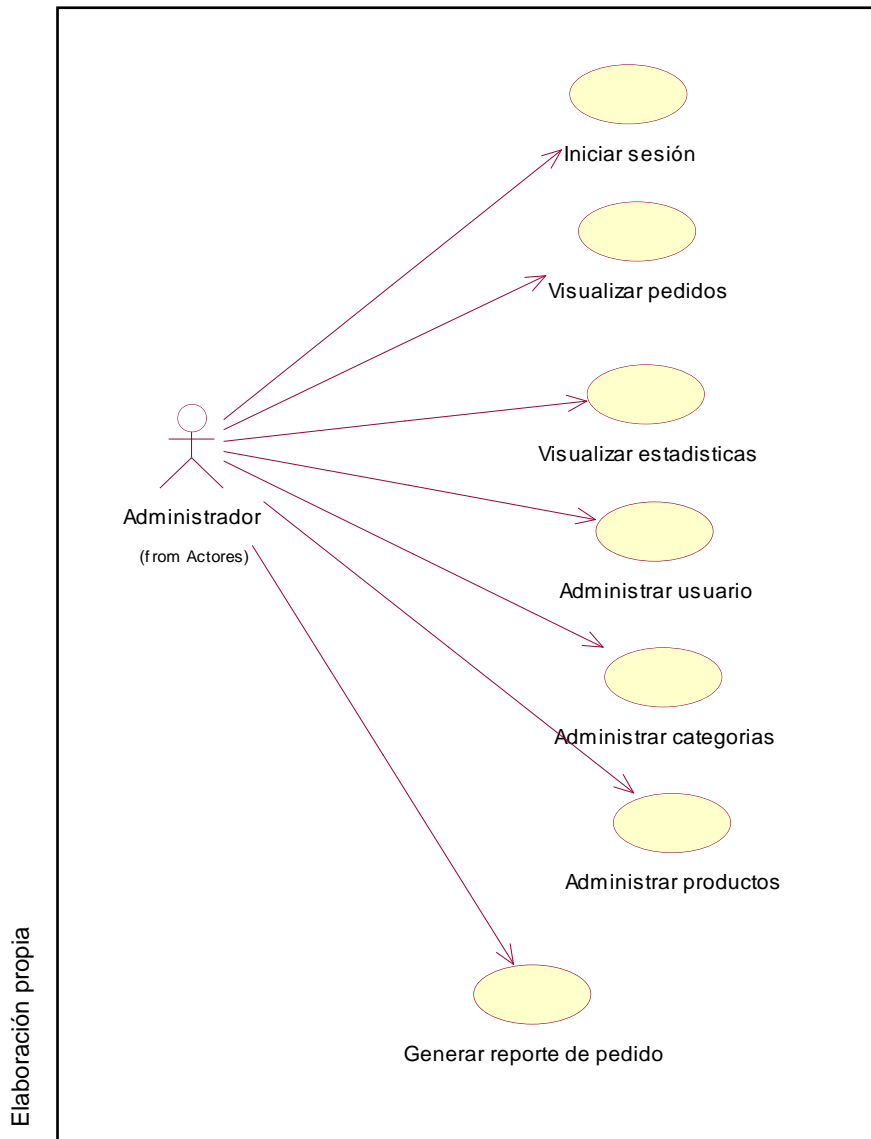 Iniciar sesión
Visualizar pedidos
Visualizar estadisticas
Administrador
(from Actores)
Administrar usuario
Administrar categorias
Administrar productos
Generar reporte de pedido
Elaboración propia